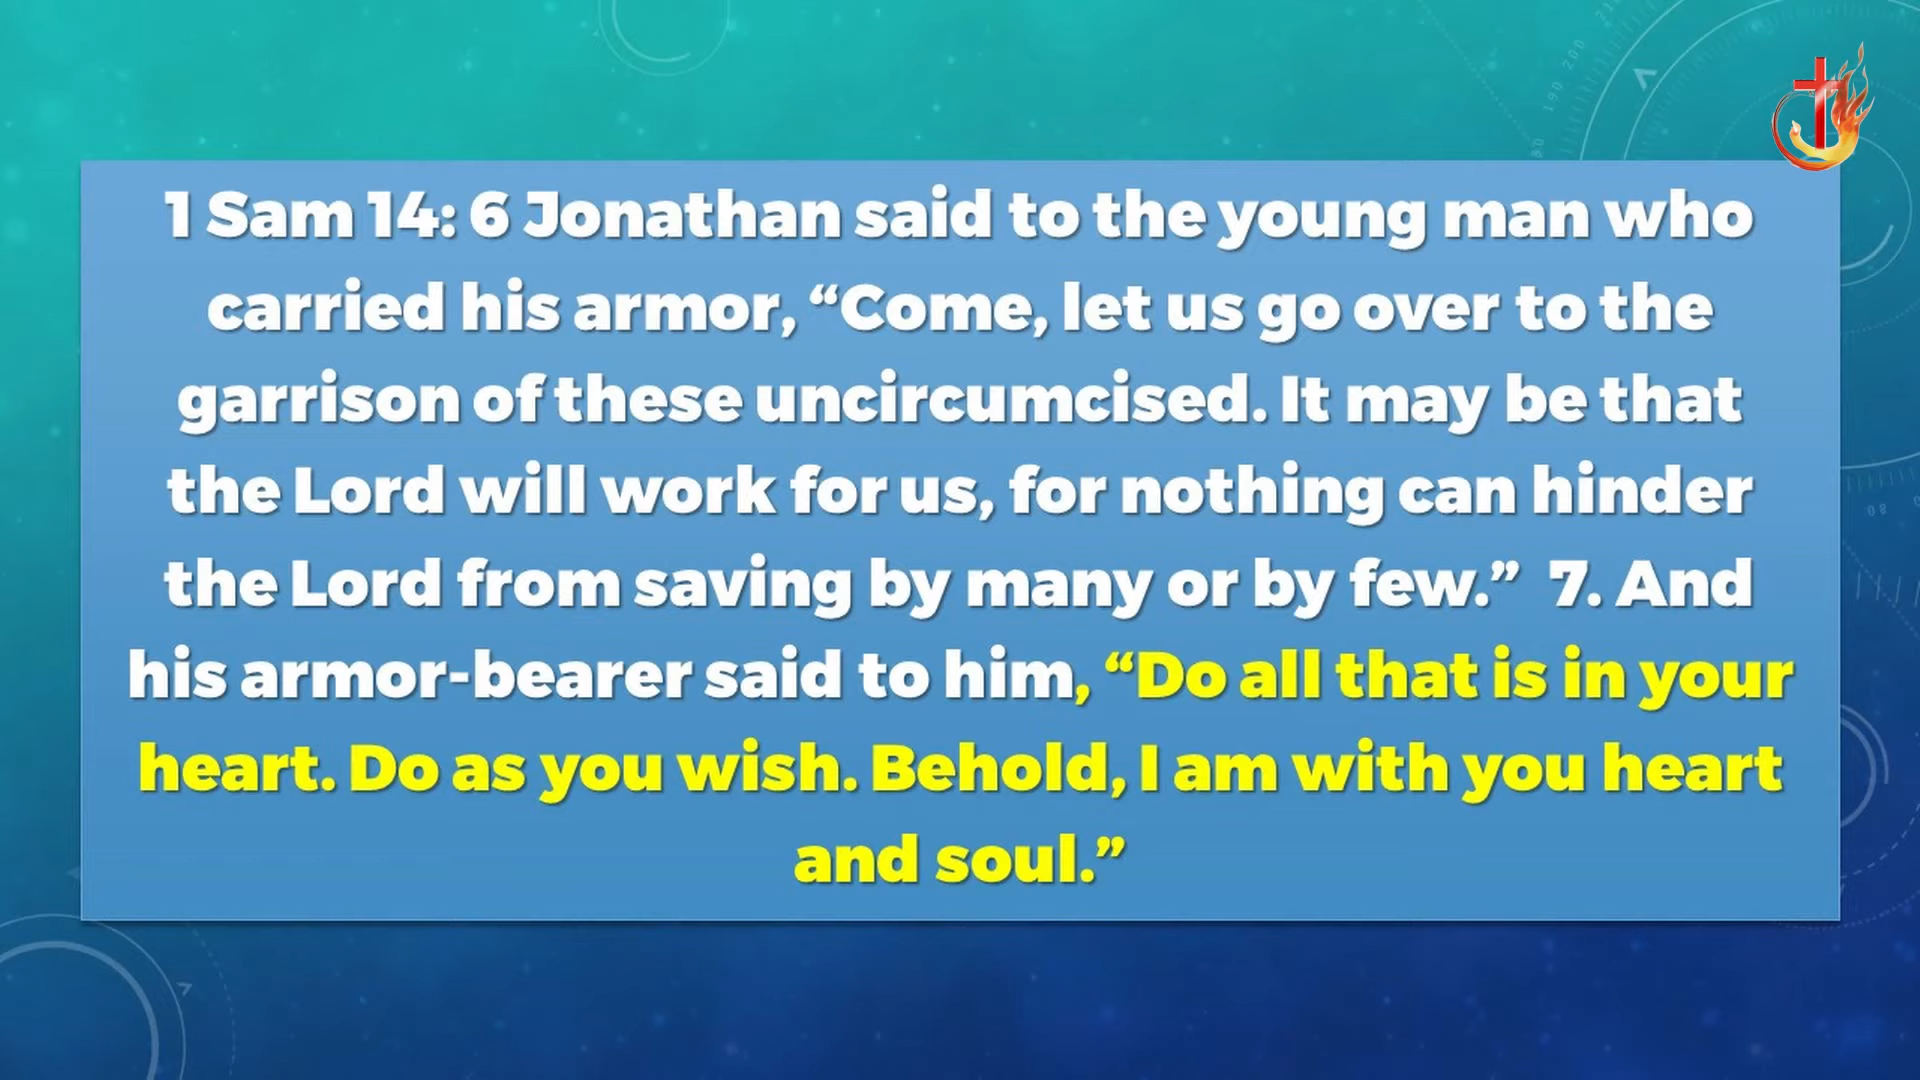 1 Sam 14: 6 Jonathan said to the young man who
carried his armor, “Come, let us go over to the
garrison of these uncircumcised. It may be that
the Lord will work for us, for nothing can hinder
the Lord from saving by many or by few.” 7. And
his armor-bearer said to him, “Do all that is in your
heart. Do as you wish. Behold, I am with you heart
and soul.”